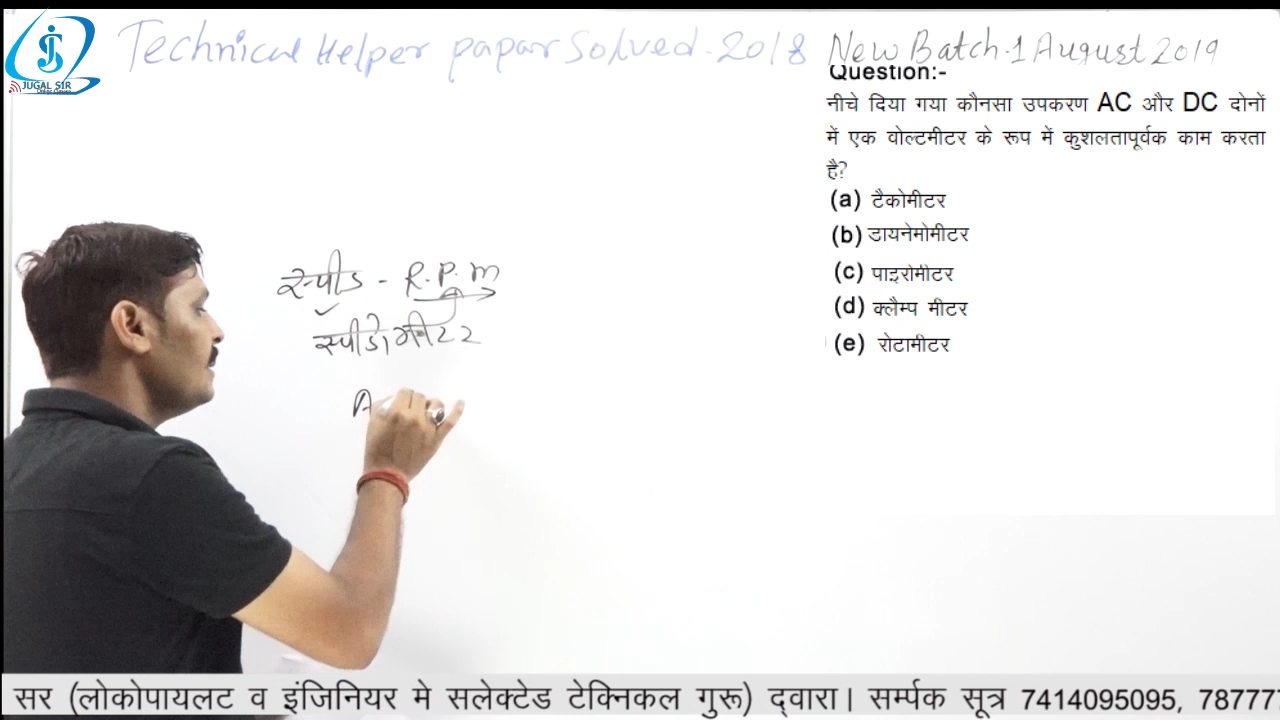 Technical Helper papar Solved-2018 New Batch-1 August 2019
JUGAL SIR
Question:-
नीचे दिया गया कौनसा उपकरण AC और DC दोनों
में एक वोल्टमीटर के रूप में कुशलतापूर्वक काम करता
है?
(a) टैकोमीटर
(b) डायनेमोमीटर
(c) पाइरोमीटर
(d) क्लैम्प मीटर
(e) रोटामीटर
स्पीड - R.P.M
स्पीडोमीटर
A
सर (लोकोपायलट व इंजिनियर मे सलेक्टेड टेक्निकल गुरू) द्वारा। सर्म्पक सूत्र 7414095095, 78777